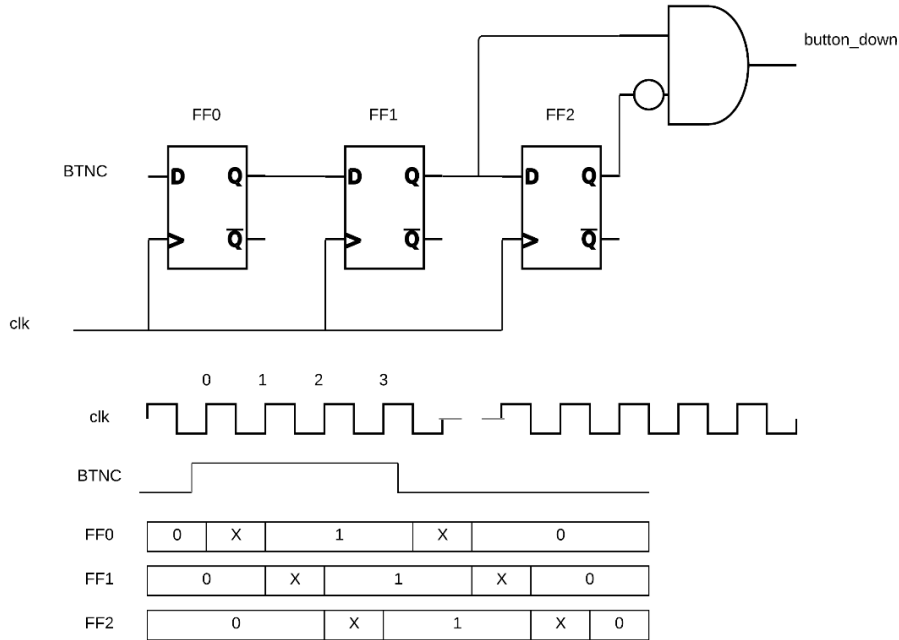 button_down
FF0 FF1 FF2
BTNC D Q D Q D Q
Q Q Q
clk
0 1 2 3
clk
BTNC
FF0 0 X 1 X 0
FF1 0 X 1 X 0
FF2 0 X 1 X 0